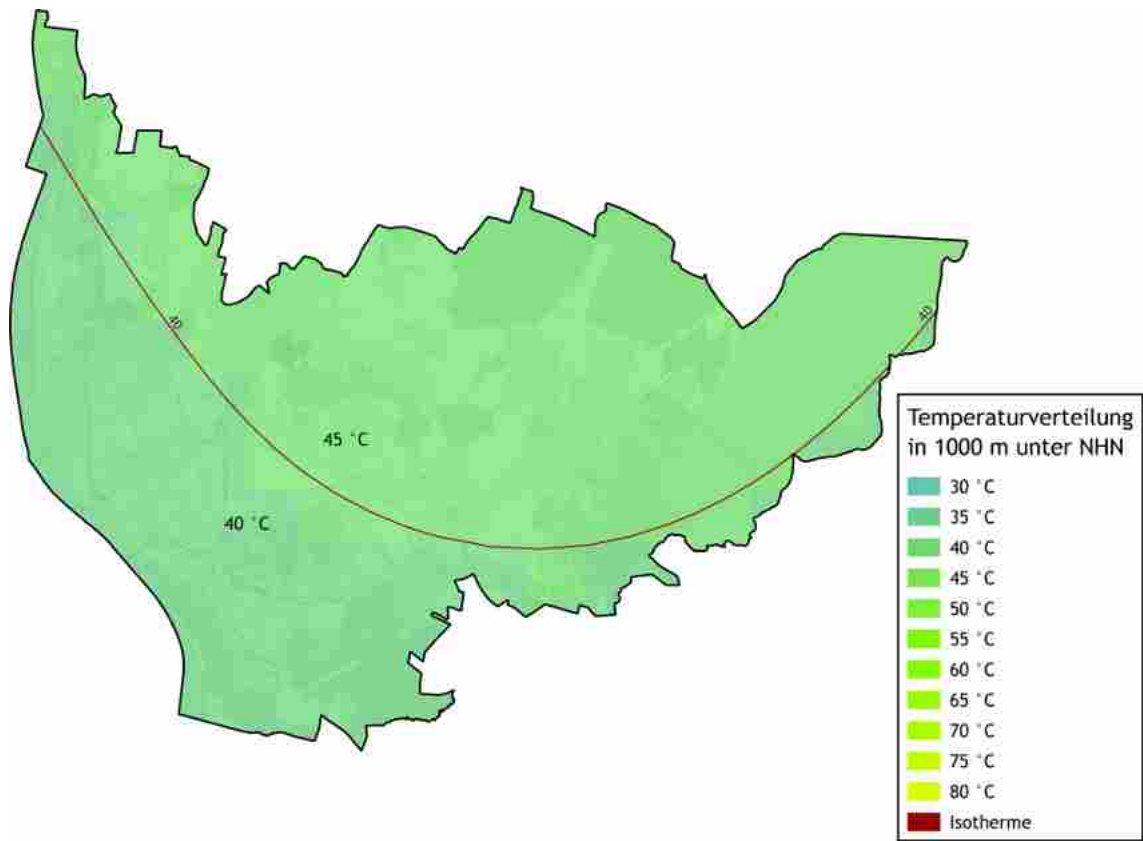 40
40
45 °C
40 °C
Temperaturverteilung
in 1000 m unter NHN
30 °C
35 °C
40 °C
45 °C
50 °C
55 °C
60 °C
65 °C
70 °C
75 °C
80 °C
Isotherme